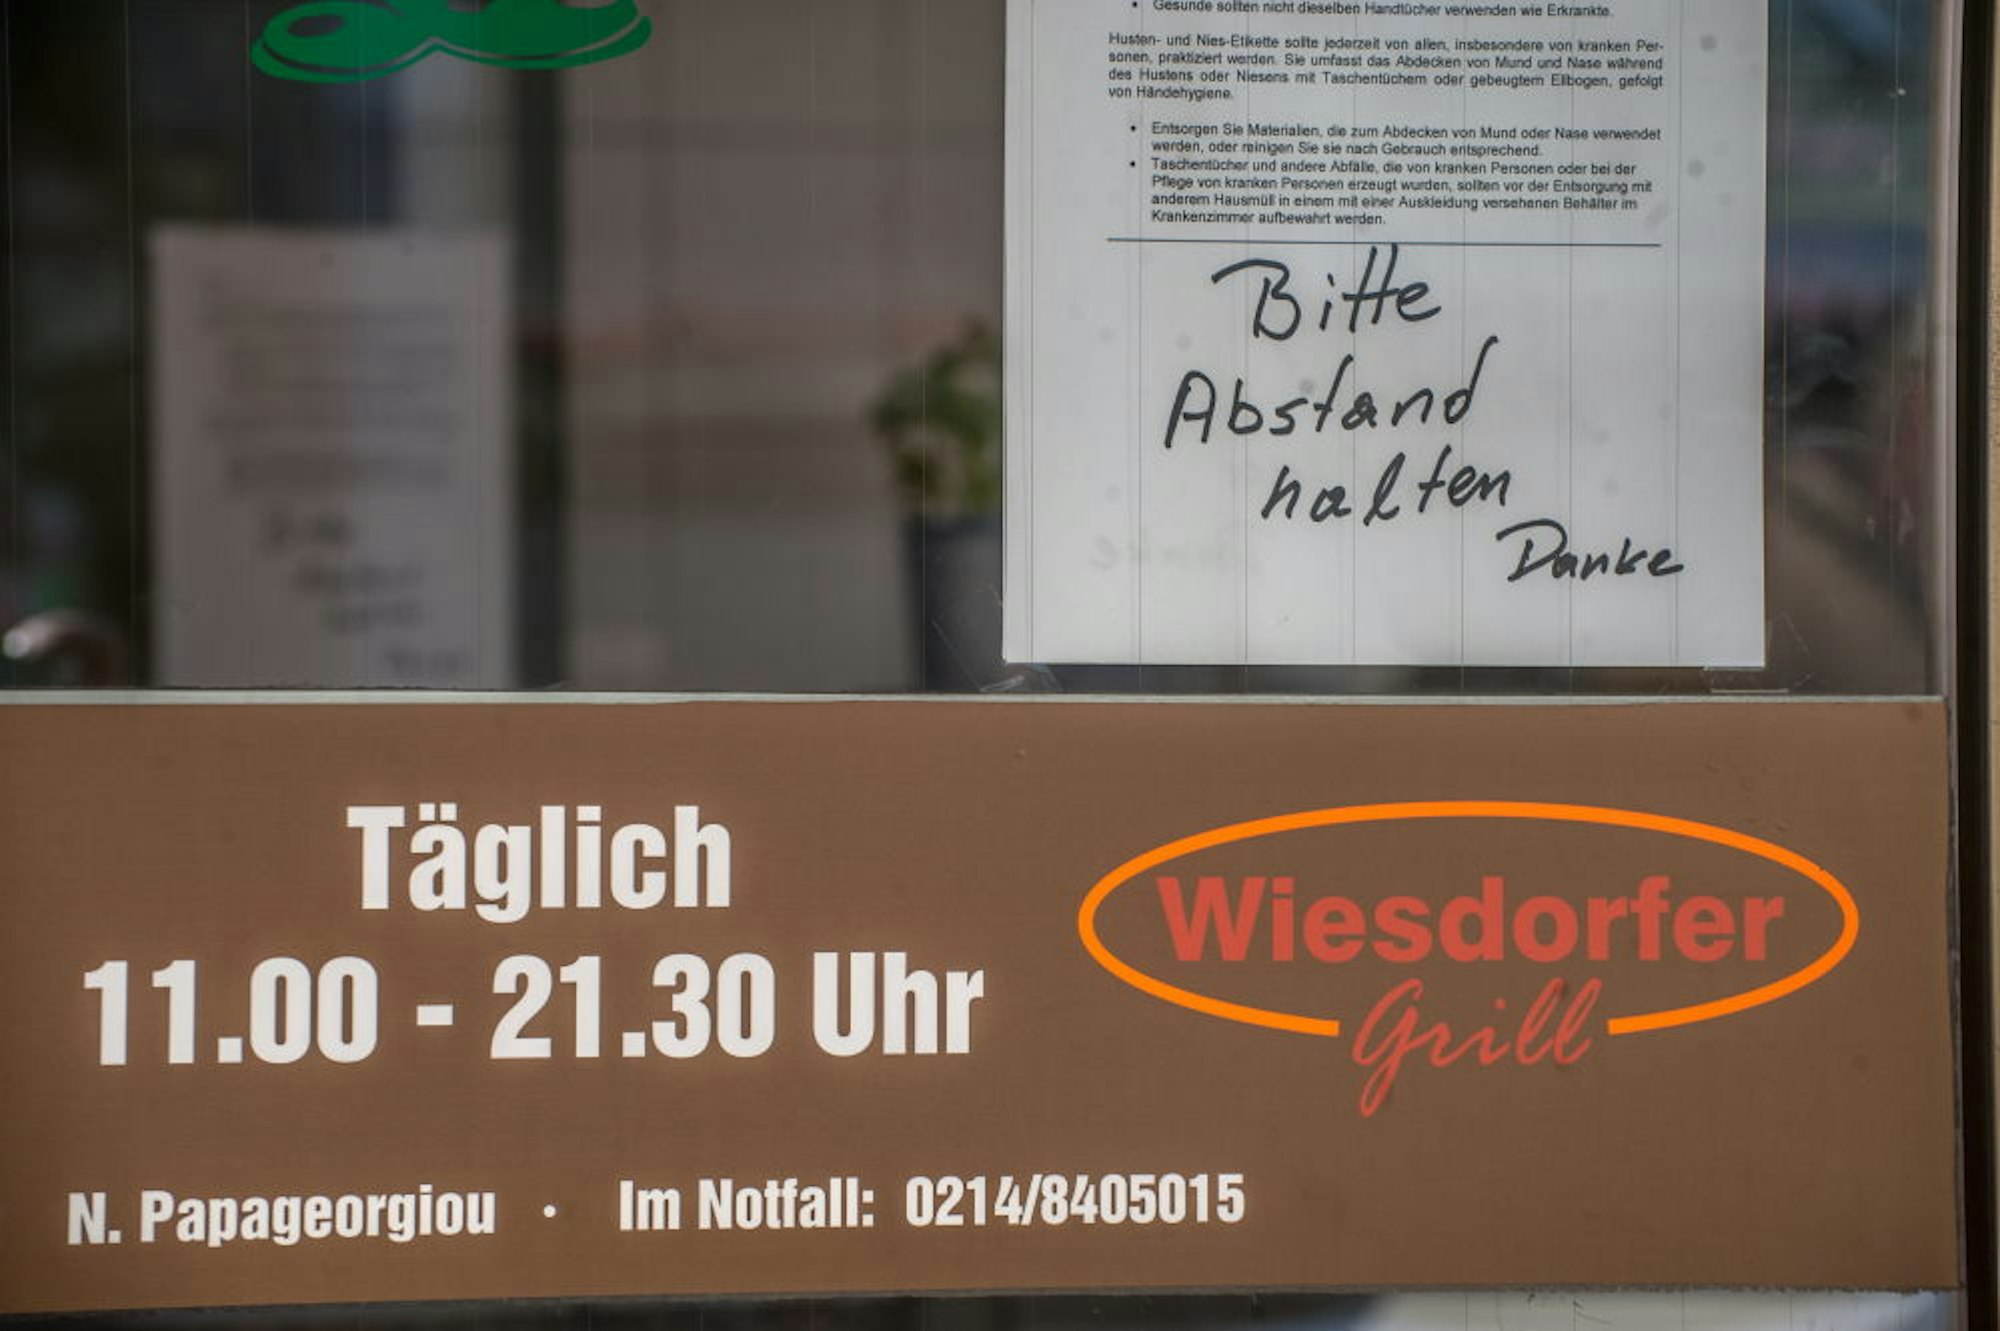 • Gesunde sollten nicht dieselben Handtücher verwenden wie Erkrankte.
Husten- und Nies-Etikette sollte jederzeit von allen, insbesondere von kranken Per-
sonen, praktiziert werden. Sie umfasst das Abdecken von Mund und Nase während
des Hustens oder Niesens mit Taschentüchern oder gebeugtem Ellbogen, gefolgt
von Händehygiene.
• Entsorgen Sie Materialien, die zum Abdecken von Mund oder Nase verwendet
werden, oder reinigen Sie sie nach Gebrauch entsprechend.
• Taschentücher und andere Abfälle, die von kranken Personen oder bei der
Pflege von kranken Personen erzeugt wurden, sollten vor der Entsorgung mit
anderem Hausmüll in einem mit einer Auskleidung versehenen Behälter im
Krankenzimmer aufbewahrt werden.
Bitte
Abstand
halten
Danke
Täglich
11.00 - 21.30 Uhr
Wiesdorfer
Grill
N. Papageorgiou · Im Notfall: 0214/8405015